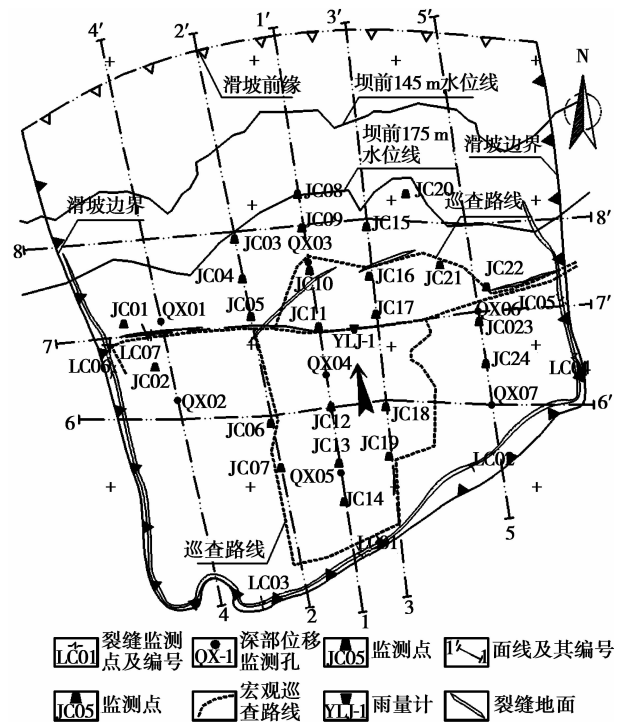 4′
2′
1′
3′
5′
N
滑坡前缘
坝前145 m水位线
坝前175 m
水位线
滑坡边界
滑坡边界
巡查路线
JC08
JC20
JC09
JC15
8
8′
JC03
QX03
JC04
JC10
JC16
JC21
JC22
JC01
QX01
JC05
JC11
JC17
QX06
JC05
7′
YLJ-1
JC023
7
LC07
LC06
JC02
QX04
JC24
LC04
QX02
JC12
JC18
QX07
6
6′
JC06
JC13
JC19
JC07
QX05
LC02
JC14
巡查路线
LC01
LC03
5
4
2
1
3
LC01
裂缝监测
点及编号
QX-1
深部位移
监测孔
JC05
监测点
1′
1
面线及其编号
JC05
监测点
宏观巡
查路线
YLJ-1
雨量计
裂缝地面